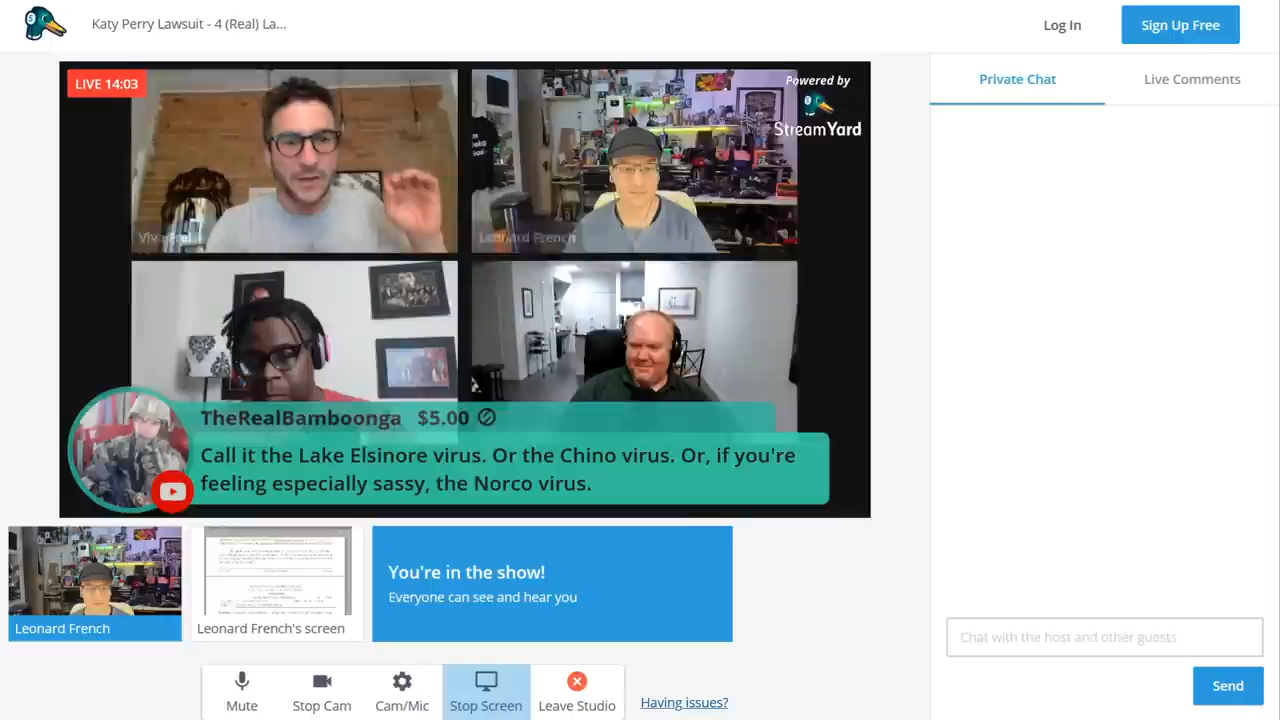 Katy Perry Lawsuit - 4 (Real) La...
Log In
Sign Up Free
LIVE 14:03
Powered by
StreamYard
Private Chat
Live Comments
Leonard French
TheRealBamboonga $5.00
Call it the Lake Elsinore virus. Or the Chino virus. Or, if you're
feeling especially sassy, the Norco virus.
You're in the show!
Everyone can see and hear you
Leonard French
Leonard French's screen
Chat with the host and other guests
Send
Mute
Stop Cam
Cam/Mic
Stop Screen
Leave Studio
Having issues?